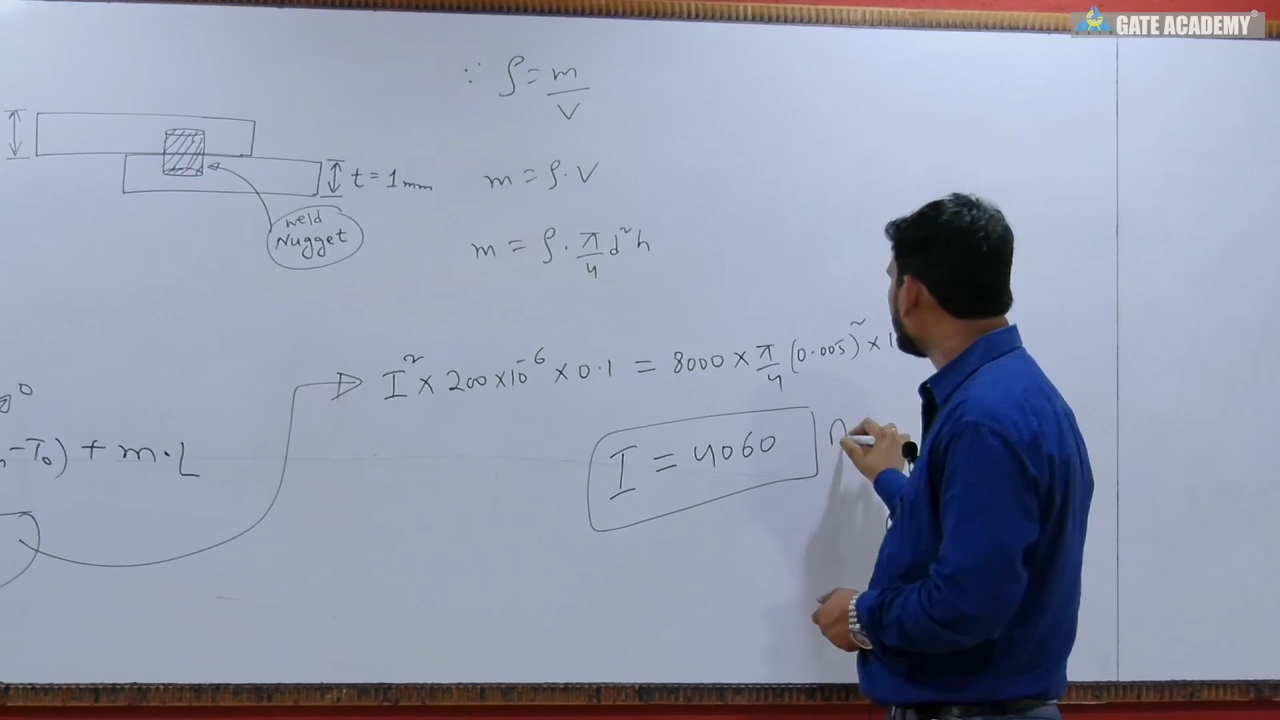 GATE ACADEMY®
∵ ρ = m/V
t = 1mm
m = ρ · V
weld
Nugget
m = ρ · π/4 d²h
I² × 200 × 10⁻⁶ × 0.1 = 8000 × π/4 (0.005)² × 1
-T₀) + m·L
I = 4060